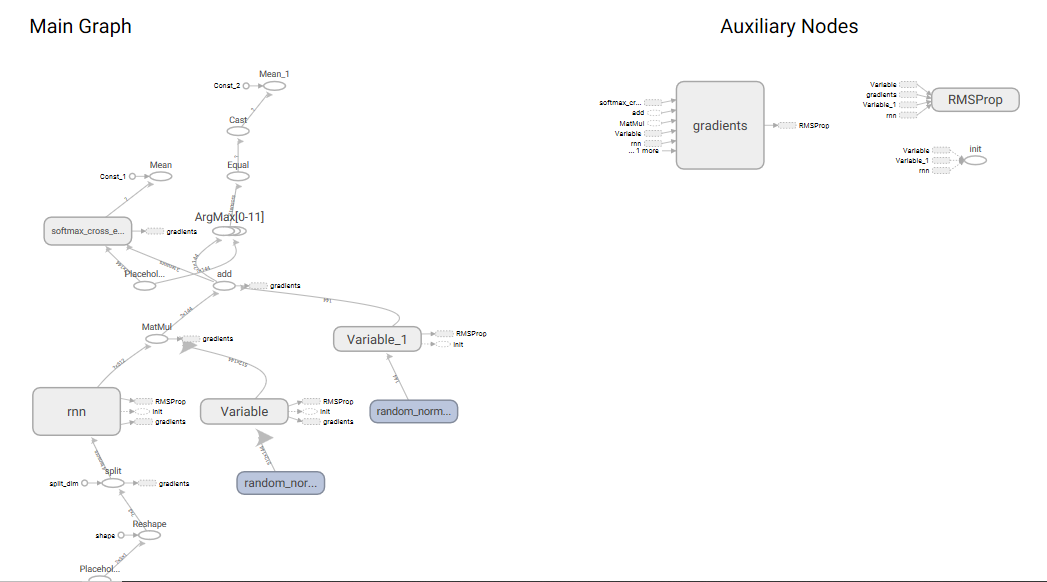 Main Graph
Auxiliary Nodes
Mean_1
Const_2
Cast
Mean
Equal
Const_1
ArgMax[0-11]
softmax_cross_e...
gradients
Placehol...
add
gradients
MatMul
gradients
Variable_1
RMSProp
init
rnn
RMSProp
init
gradients
Variable
RMSProp
init
gradients
random_norm...
split
split_dim
gradients
random_nor...
Reshape
shape
Placehol...
softmax_cr...
add
MatMul
Variable
rnn
... 1 more
gradients
RMSProp
Variable
gradients
Variable_1
rnn
RMSProp
Variable
Variable_1
rnn
init